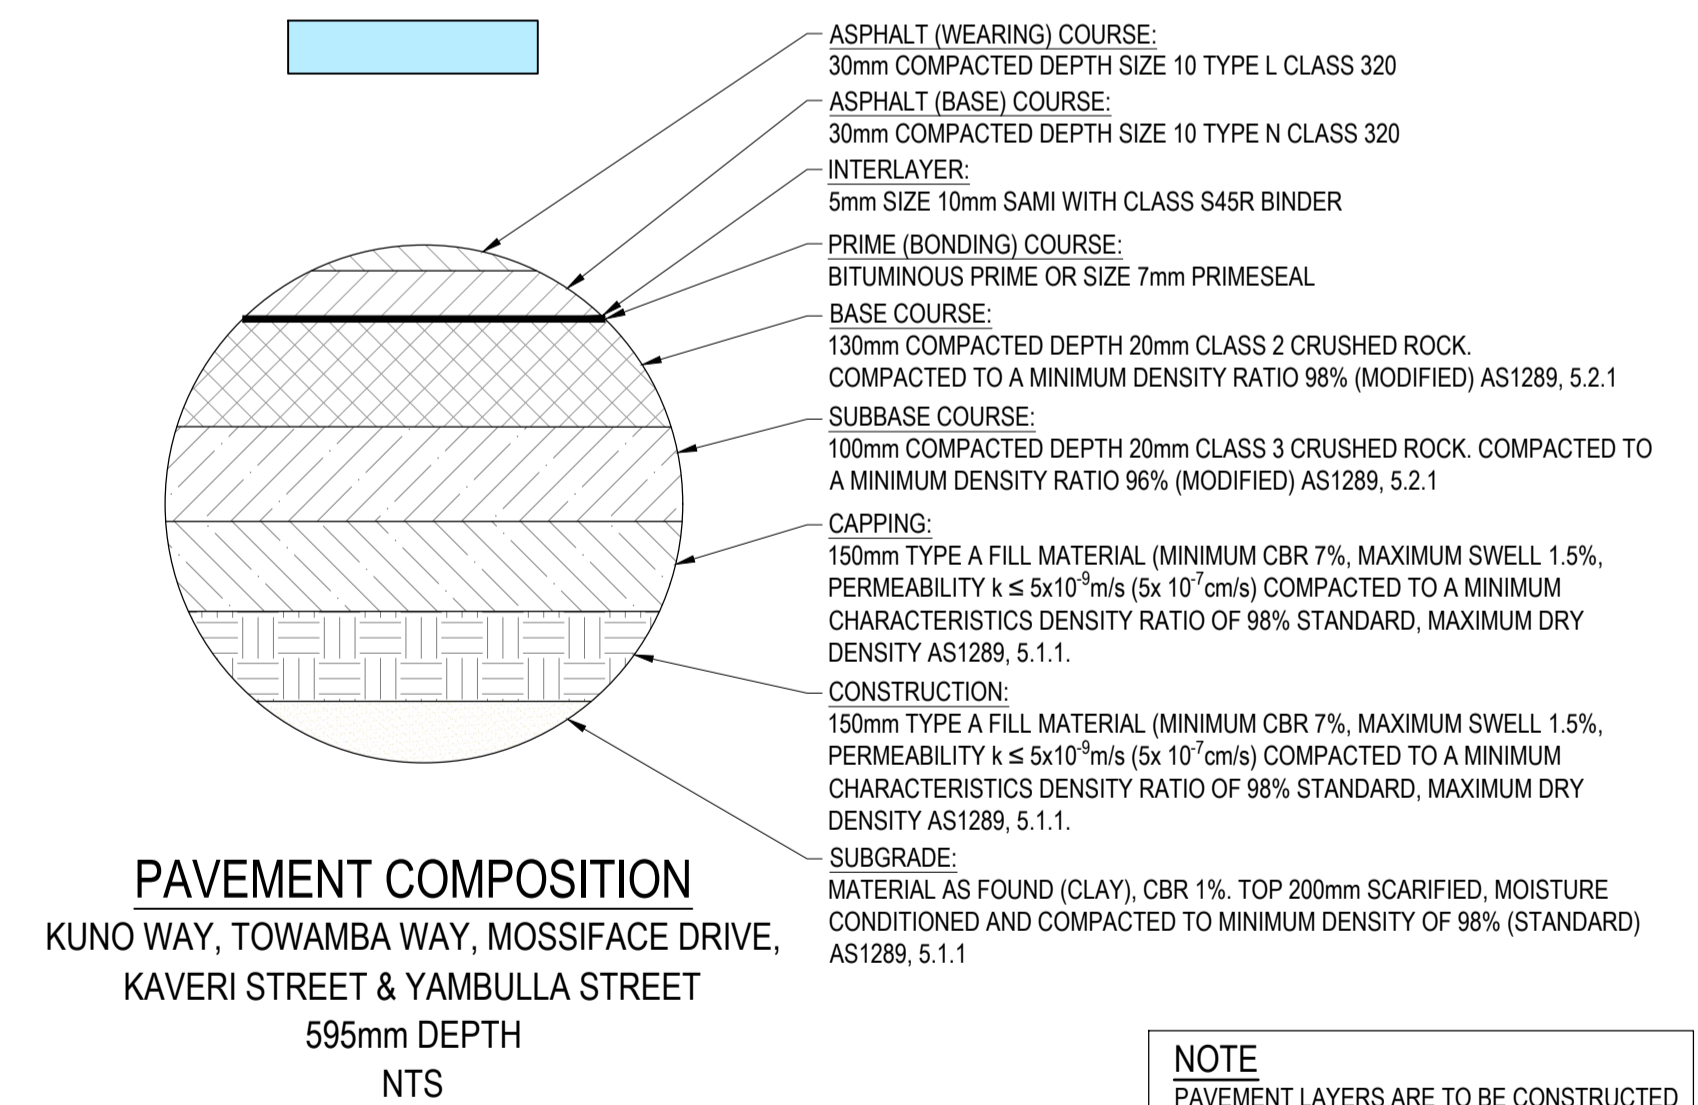 ASPHALT (WEARING) COURSE:
30mm COMPACTED DEPTH SIZE 10 TYPE L CLASS 320
ASPHALT (BASE) COURSE:
30mm COMPACTED DEPTH SIZE 10 TYPE N CLASS 320
INTERLAYER:
5mm SIZE 10mm SAMI WITH CLASS S45R BINDER
PRIME (BONDING) COURSE:
BITUMINOUS PRIME OR SIZE 7mm PRIMESEAL
BASE COURSE:
130mm COMPACTED DEPTH 20mm CLASS 2 CRUSHED ROCK.
COMPACTED TO A MINIMUM DENSITY RATIO 98% (MODIFIED) AS1289, 5.2.1
SUBBASE COURSE:
100mm COMPACTED DEPTH 20mm CLASS 3 CRUSHED ROCK. COMPACTED TO
A MINIMUM DENSITY RATIO 96% (MODIFIED) AS1289, 5.2.1
CAPPING:
150mm TYPE A FILL MATERIAL (MINIMUM CBR 7%, MAXIMUM SWELL 1.5%,
PERMEABILITY k ≤ 5x10⁻⁹m/s (5x 10⁻⁷cm/s) COMPACTED TO A MINIMUM
CHARACTERISTICS DENSITY RATIO OF 98% STANDARD, MAXIMUM DRY
DENSITY AS1289, 5.1.1.
CONSTRUCTION:
150mm TYPE A FILL MATERIAL (MINIMUM CBR 7%, MAXIMUM SWELL 1.5%,
PERMEABILITY k ≤ 5x10⁻⁹m/s (5x 10⁻⁷cm/s) COMPACTED TO A MINIMUM
CHARACTERISTICS DENSITY RATIO OF 98% STANDARD, MAXIMUM DRY
DENSITY AS1289, 5.1.1.
SUBGRADE:
MATERIAL AS FOUND (CLAY), CBR 1%. TOP 200mm SCARIFIED, MOISTURE
CONDITIONED AND COMPACTED TO MINIMUM DENSITY OF 98% (STANDARD)
AS1289, 5.1.1
PAVEMENT COMPOSITION
KUNO WAY, TOWAMBA WAY, MOSSIFACE DRIVE,
KAVERI STREET & YAMBULLA STREET
595mm DEPTH
NTS
NOTE
PAVEMENT LAYERS ARE TO BE CONSTRUCTED